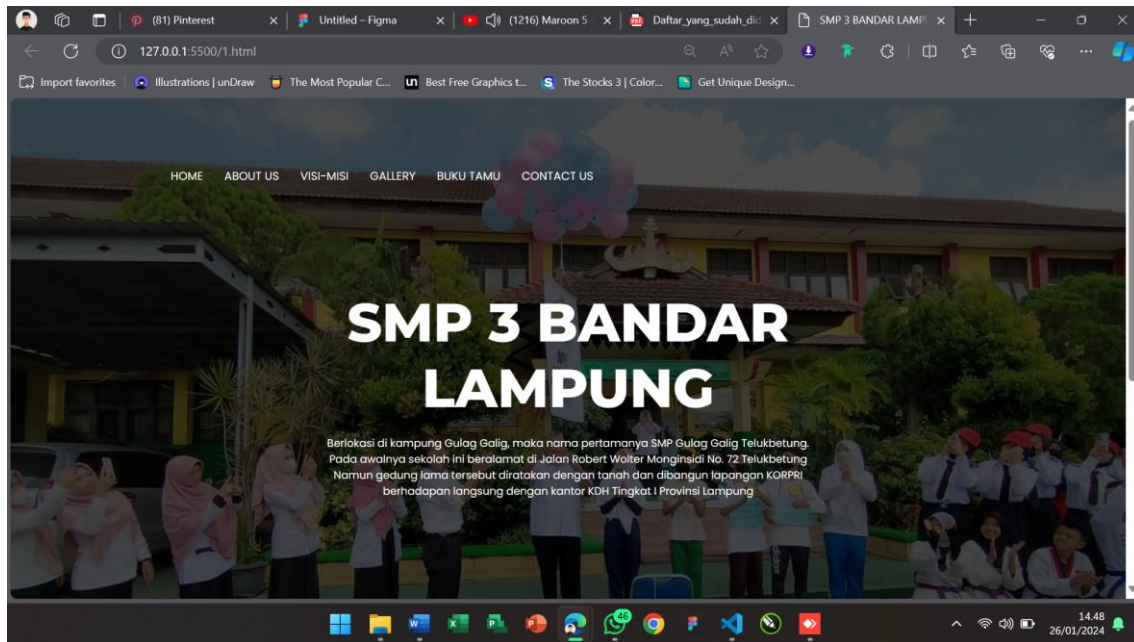 (81) Pinterest
Untitled – Figma
(1216) Maroon 5 -
Daftar_yang_sudah_did
SMP 3 BANDAR LAMPU
127.0.0.1:5500/1.html
Import favorites
Illustrations | unDraw
The Most Popular C...
un
Best Free Graphics t...
The Stocks 3 | Color...
Get Unique Design...
HOME ABOUT US VISI-MISI GALLERY BUKU TAMU CONTACT US
SMP 3 BANDAR
LAMPUNG
Berlokasi di kampung Gulag Galig, maka nama pertamanya SMP Gulag Galig Telukbetung.
Pada awalnya sekolah ini beralamat di Jalan Robert Wolter Monginsidi No. 72 Telukbetung
Namun gedung lama tersebut diratakan dengan tanah dan dibangun lapangan KORPRI
berhadapan langsung dengan kantor KDH Tingkat I Provinsi Lampung
46
14.48
26/01/2024